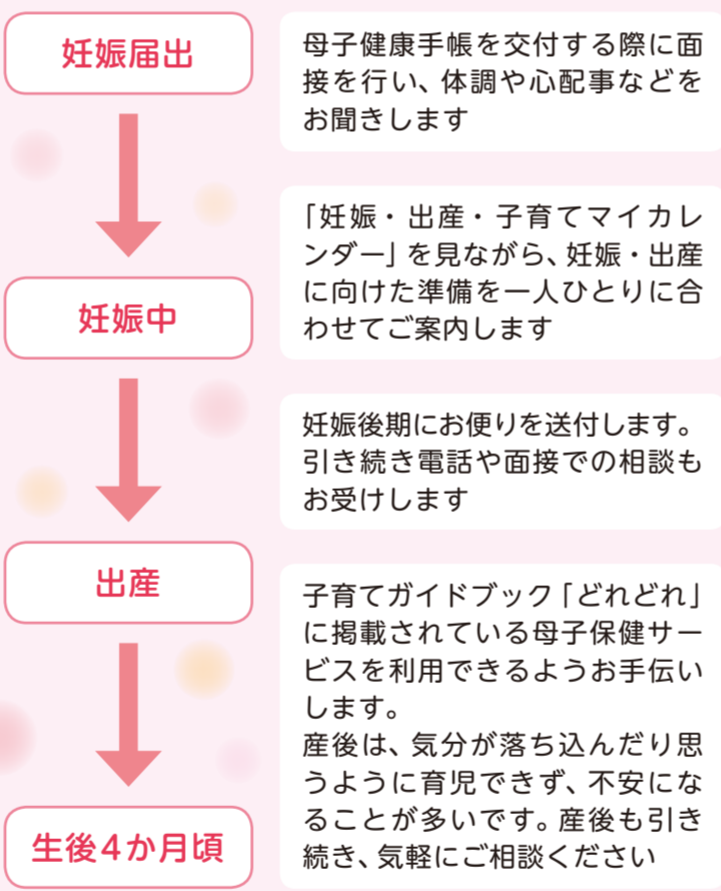 妊娠届出
母子健康手帳を交付する際に面
接を行い、体調や心配事などを
お聞きします
「妊娠・出産・子育てマイカレ
ンダー」を見ながら、妊娠・出産
に向けた準備を一人ひとりに合
わせてご案内します
妊娠中
妊娠後期にお便りを送付します。
引き続き電話や面接での相談も
お受けします
出産
子育てガイドブック「どれどれ」
に掲載されている母子保健サー
ビスを利用できるようお手伝い
します。
産後は、気分が落ち込んだり思
うように育児できず、不安にな
ることが多いです。産後も引き
続き、気軽にご相談ください
生後4か月頃